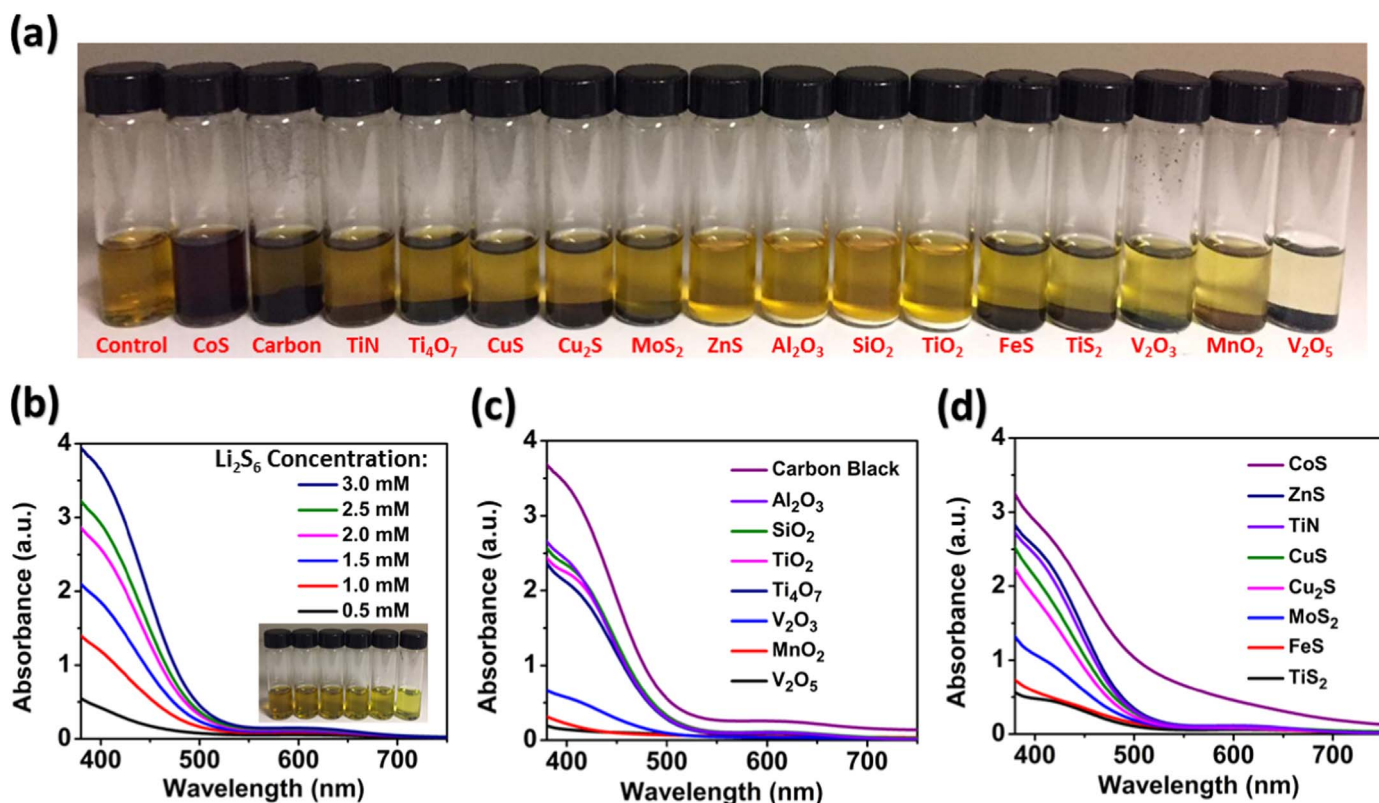 (a)
Control CoS Carbon TiN Ti₄O₇ CuS Cu₂S MoS₂ ZnS Al₂O₃ SiO₂ TiO₂ FeS TiS₂ V₂O₃ MnO₂ V₂O₅
(b)
Absorbance (a.u.)
4
3
2
1
0
Li₂S₆ Concentration:
3.0 mM
2.5 mM
2.0 mM
1.5 mM
1.0 mM
0.5 mM
400 500 600 700
Wavelength (nm)
(c)
Absorbance (a.u.)
4
3
2
1
0
Carbon Black
Al₂O₃
SiO₂
TiO₂
Ti₄O₇
V₂O₃
MnO₂
V₂O₅
400 500 600 700
Wavelength (nm)
(d)
Absorbance (a.u.)
4
3
2
1
0
CoS
ZnS
TiN
CuS
Cu₂S
MoS₂
FeS
TiS₂
400 500 600 700
Wavelength (nm)